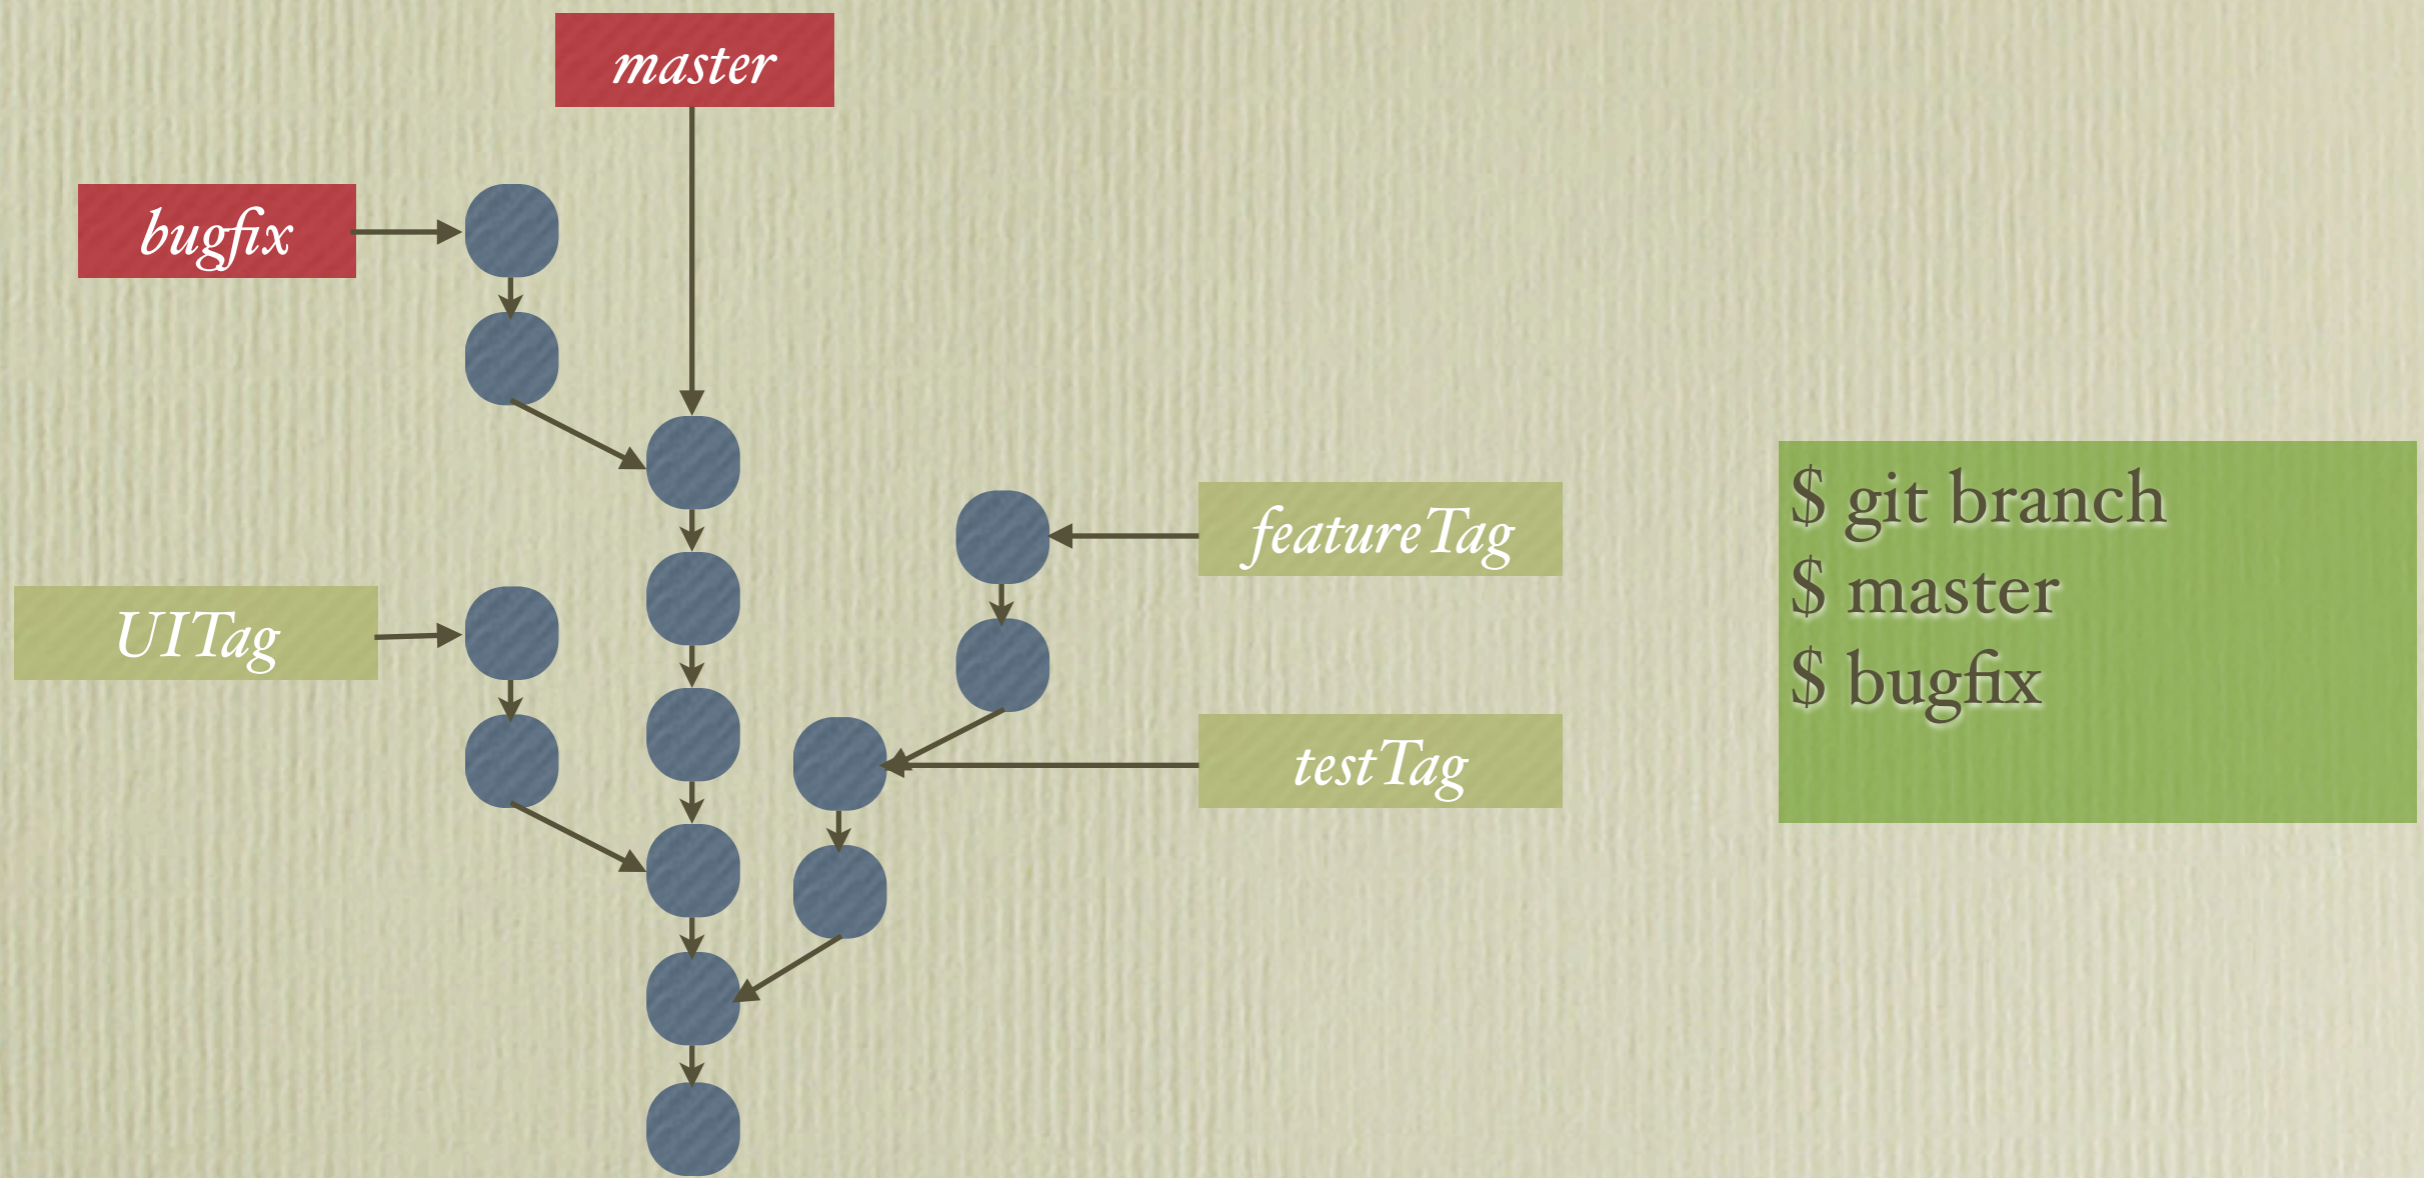 master
bugfix
featureTag
UITag
testTag
$ git branch
$ master
$ bugfix